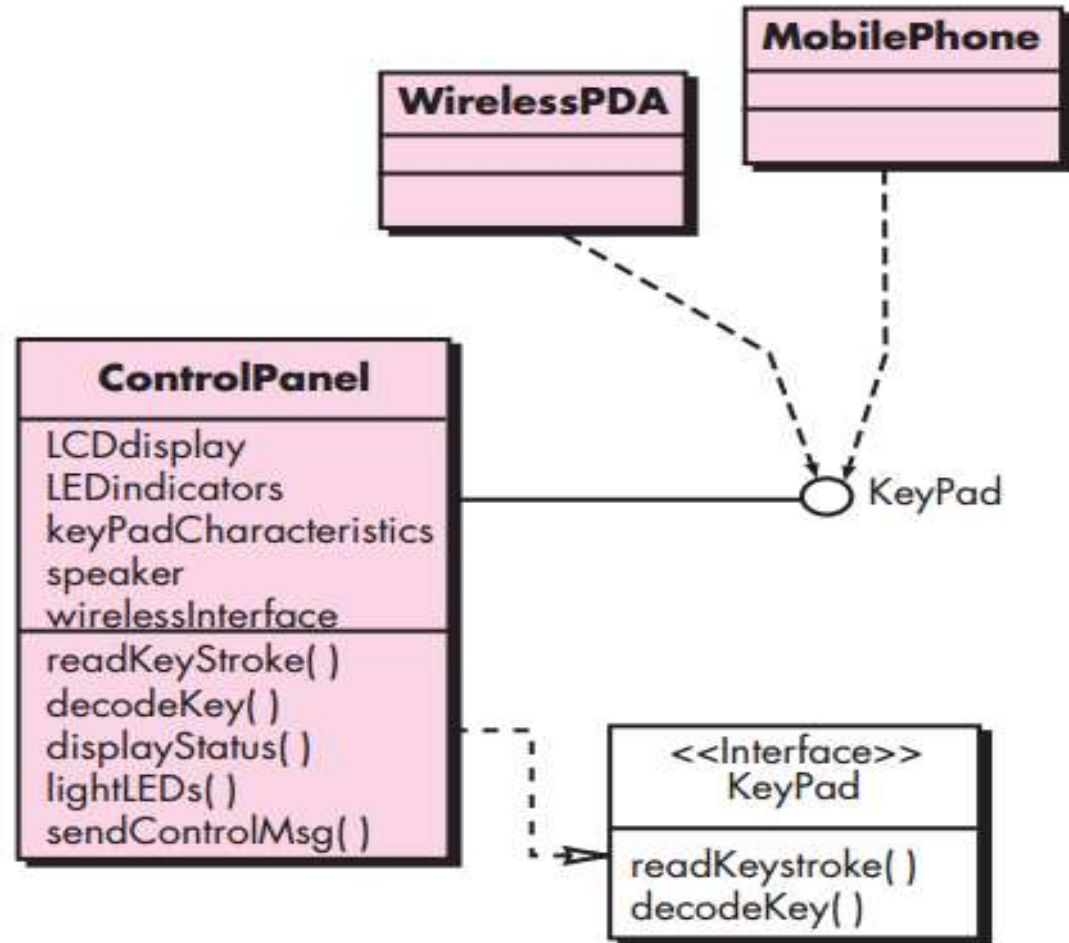 MobilePhone
WirelessPDA
ControlPanel
LCDdisplay
LEDindicators
keyPadCharacteristics
speaker
wirelessInterface
readKeyStroke( )
decodeKey( )
displayStatus( )
lightLEDs( )
sendControlMsg( )
KeyPad
<<Interface>>
KeyPad
readKeystroke( )
decodeKey( )